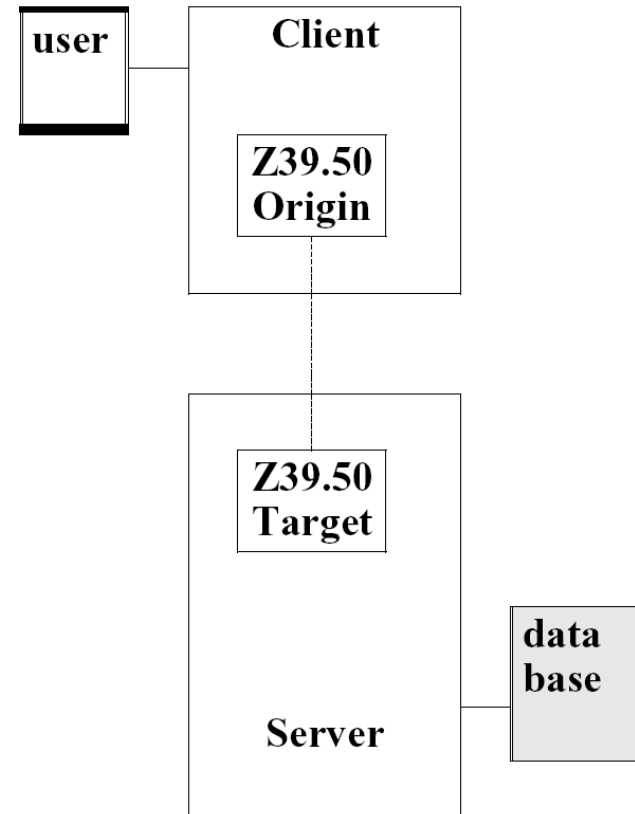 user
Client
Z39.50
Origin
Z39.50
Target
data
base
Server